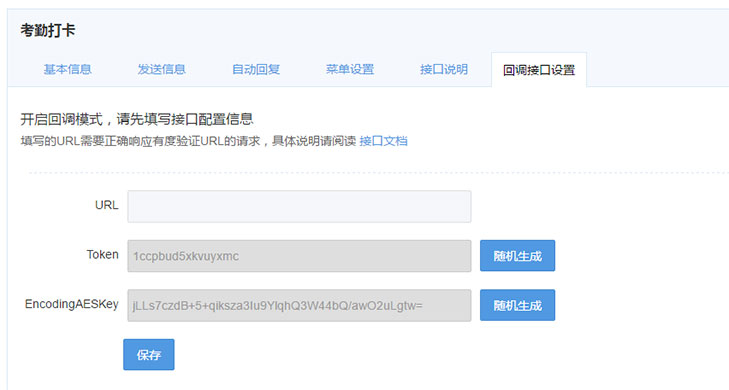 考勤打卡
基本信息 发送信息 自动回复 菜单设置 接口说明 回调接口设置
开启回调模式，请先填写接口配置信息
填写的URL需要正确响应有度验证URL的请求，具体说明请阅读 接口文档
URL
Token 1ccpbud5xkvuyxmc 随机生成
EncodingAESKey jLLs7czdB+5+qiksza3Iu9YlqhQ3W44bQ/awO2uLgtw= 随机生成
保存